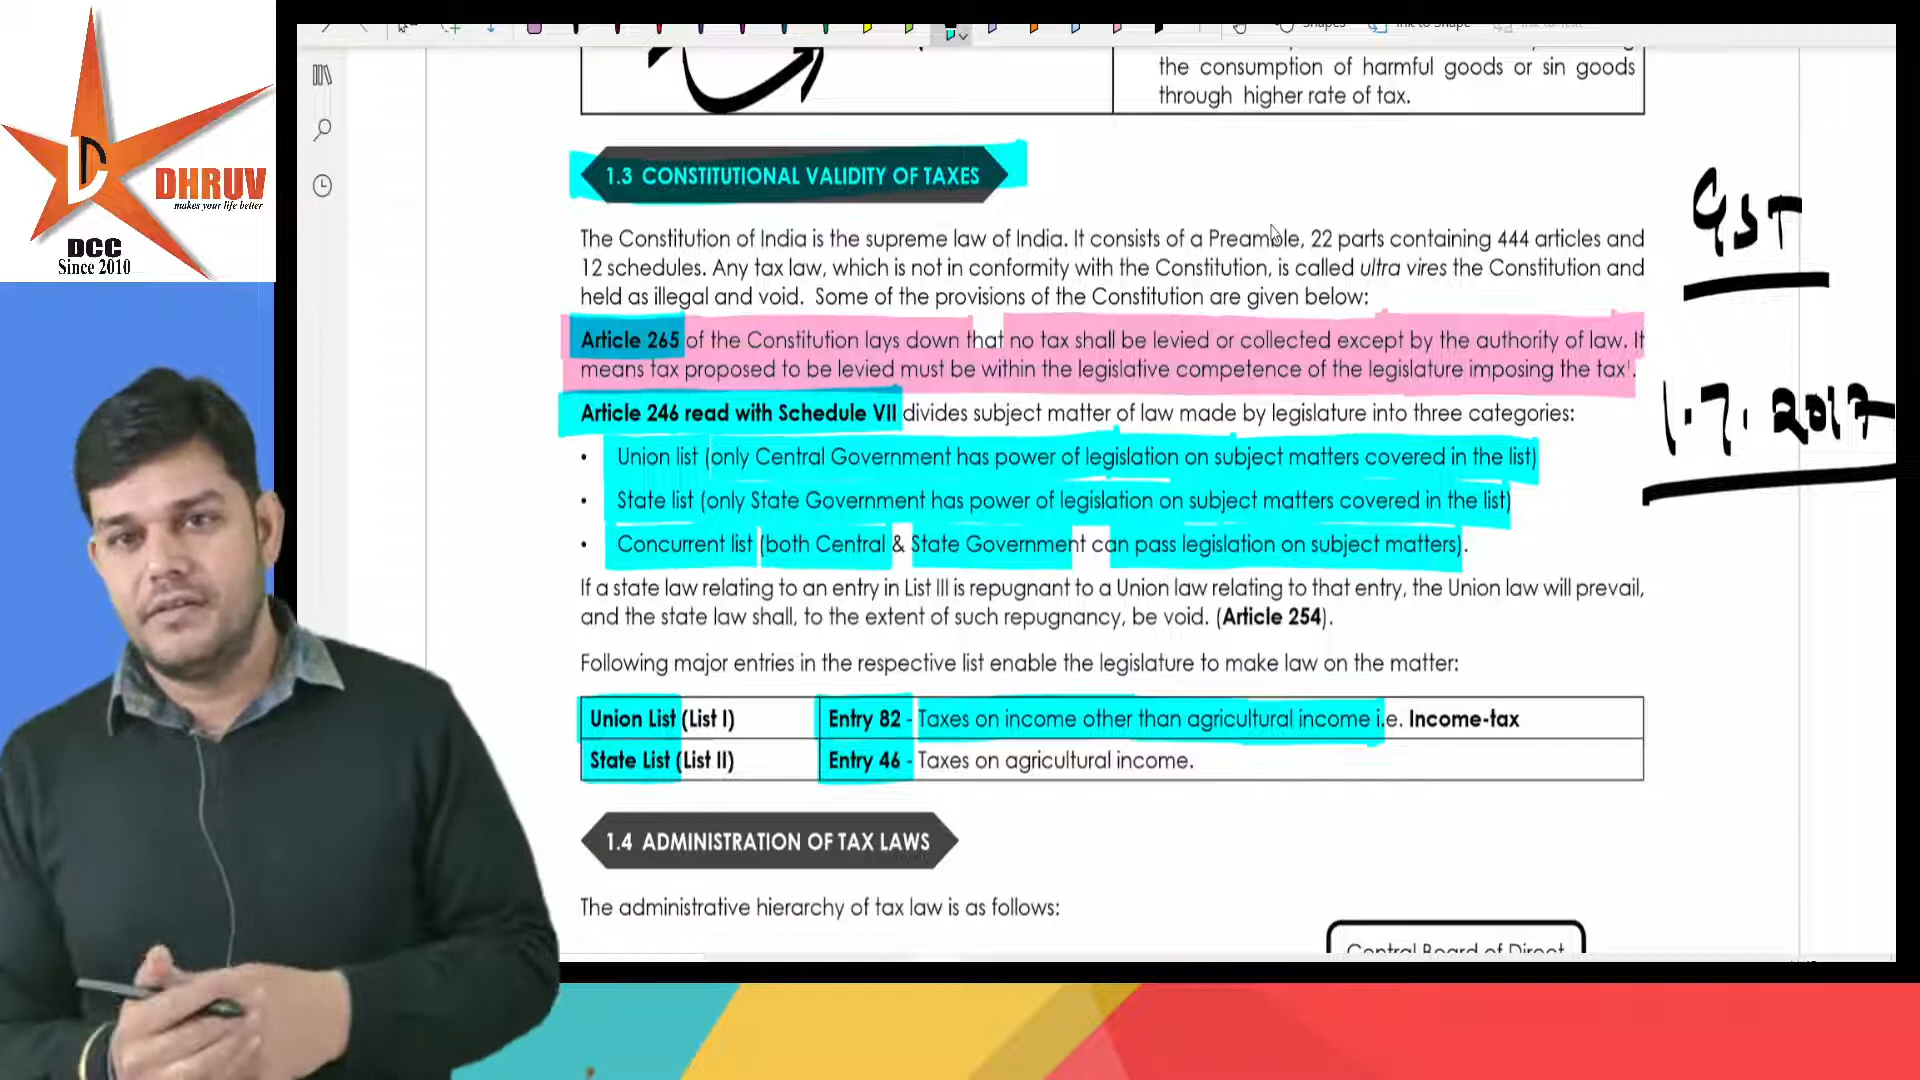 DHRUV
makes your life better
DCC
Since 2010
the consumption of harmful goods or sin goods
through higher rate of tax.
1.3 CONSTITUTIONAL VALIDITY OF TAXES
The Constitution of India is the supreme law of India. It consists of a Preamble, 22 parts containing 444 articles and
12 schedules. Any tax law, which is not in conformity with the Constitution, is called ultra vires the Constitution and
held as illegal and void. Some of the provisions of the Constitution are given below:
Article 265 of the Constitution lays down that no tax shall be levied or collected except by the authority of law. It
means tax proposed to be levied must be within the legislative competence of the legislature imposing the tax¹.
Article 246 read with Schedule VII divides subject matter of law made by legislature into three categories:
• Union list (only Central Government has power of legislation on subject matters covered in the list)
• State list (only State Government has power of legislation on subject matters covered in the list)
• Concurrent list (both Central & State Government can pass legislation on subject matters).
If a state law relating to an entry in List III is repugnant to a Union law relating to that entry, the Union law will prevail,
and the state law shall, to the extent of such repugnancy, be void. (Article 254).
Following major entries in the respective list enable the legislature to make law on the matter:
Union List (List I) Entry 82 - Taxes on income other than agricultural income i.e. Income-tax
State List (List II) Entry 46 - Taxes on agricultural income.
1.4 ADMINISTRATION OF TAX LAWS
The administrative hierarchy of tax law is as follows:
Central Board of Direct
GST
1.7.2017